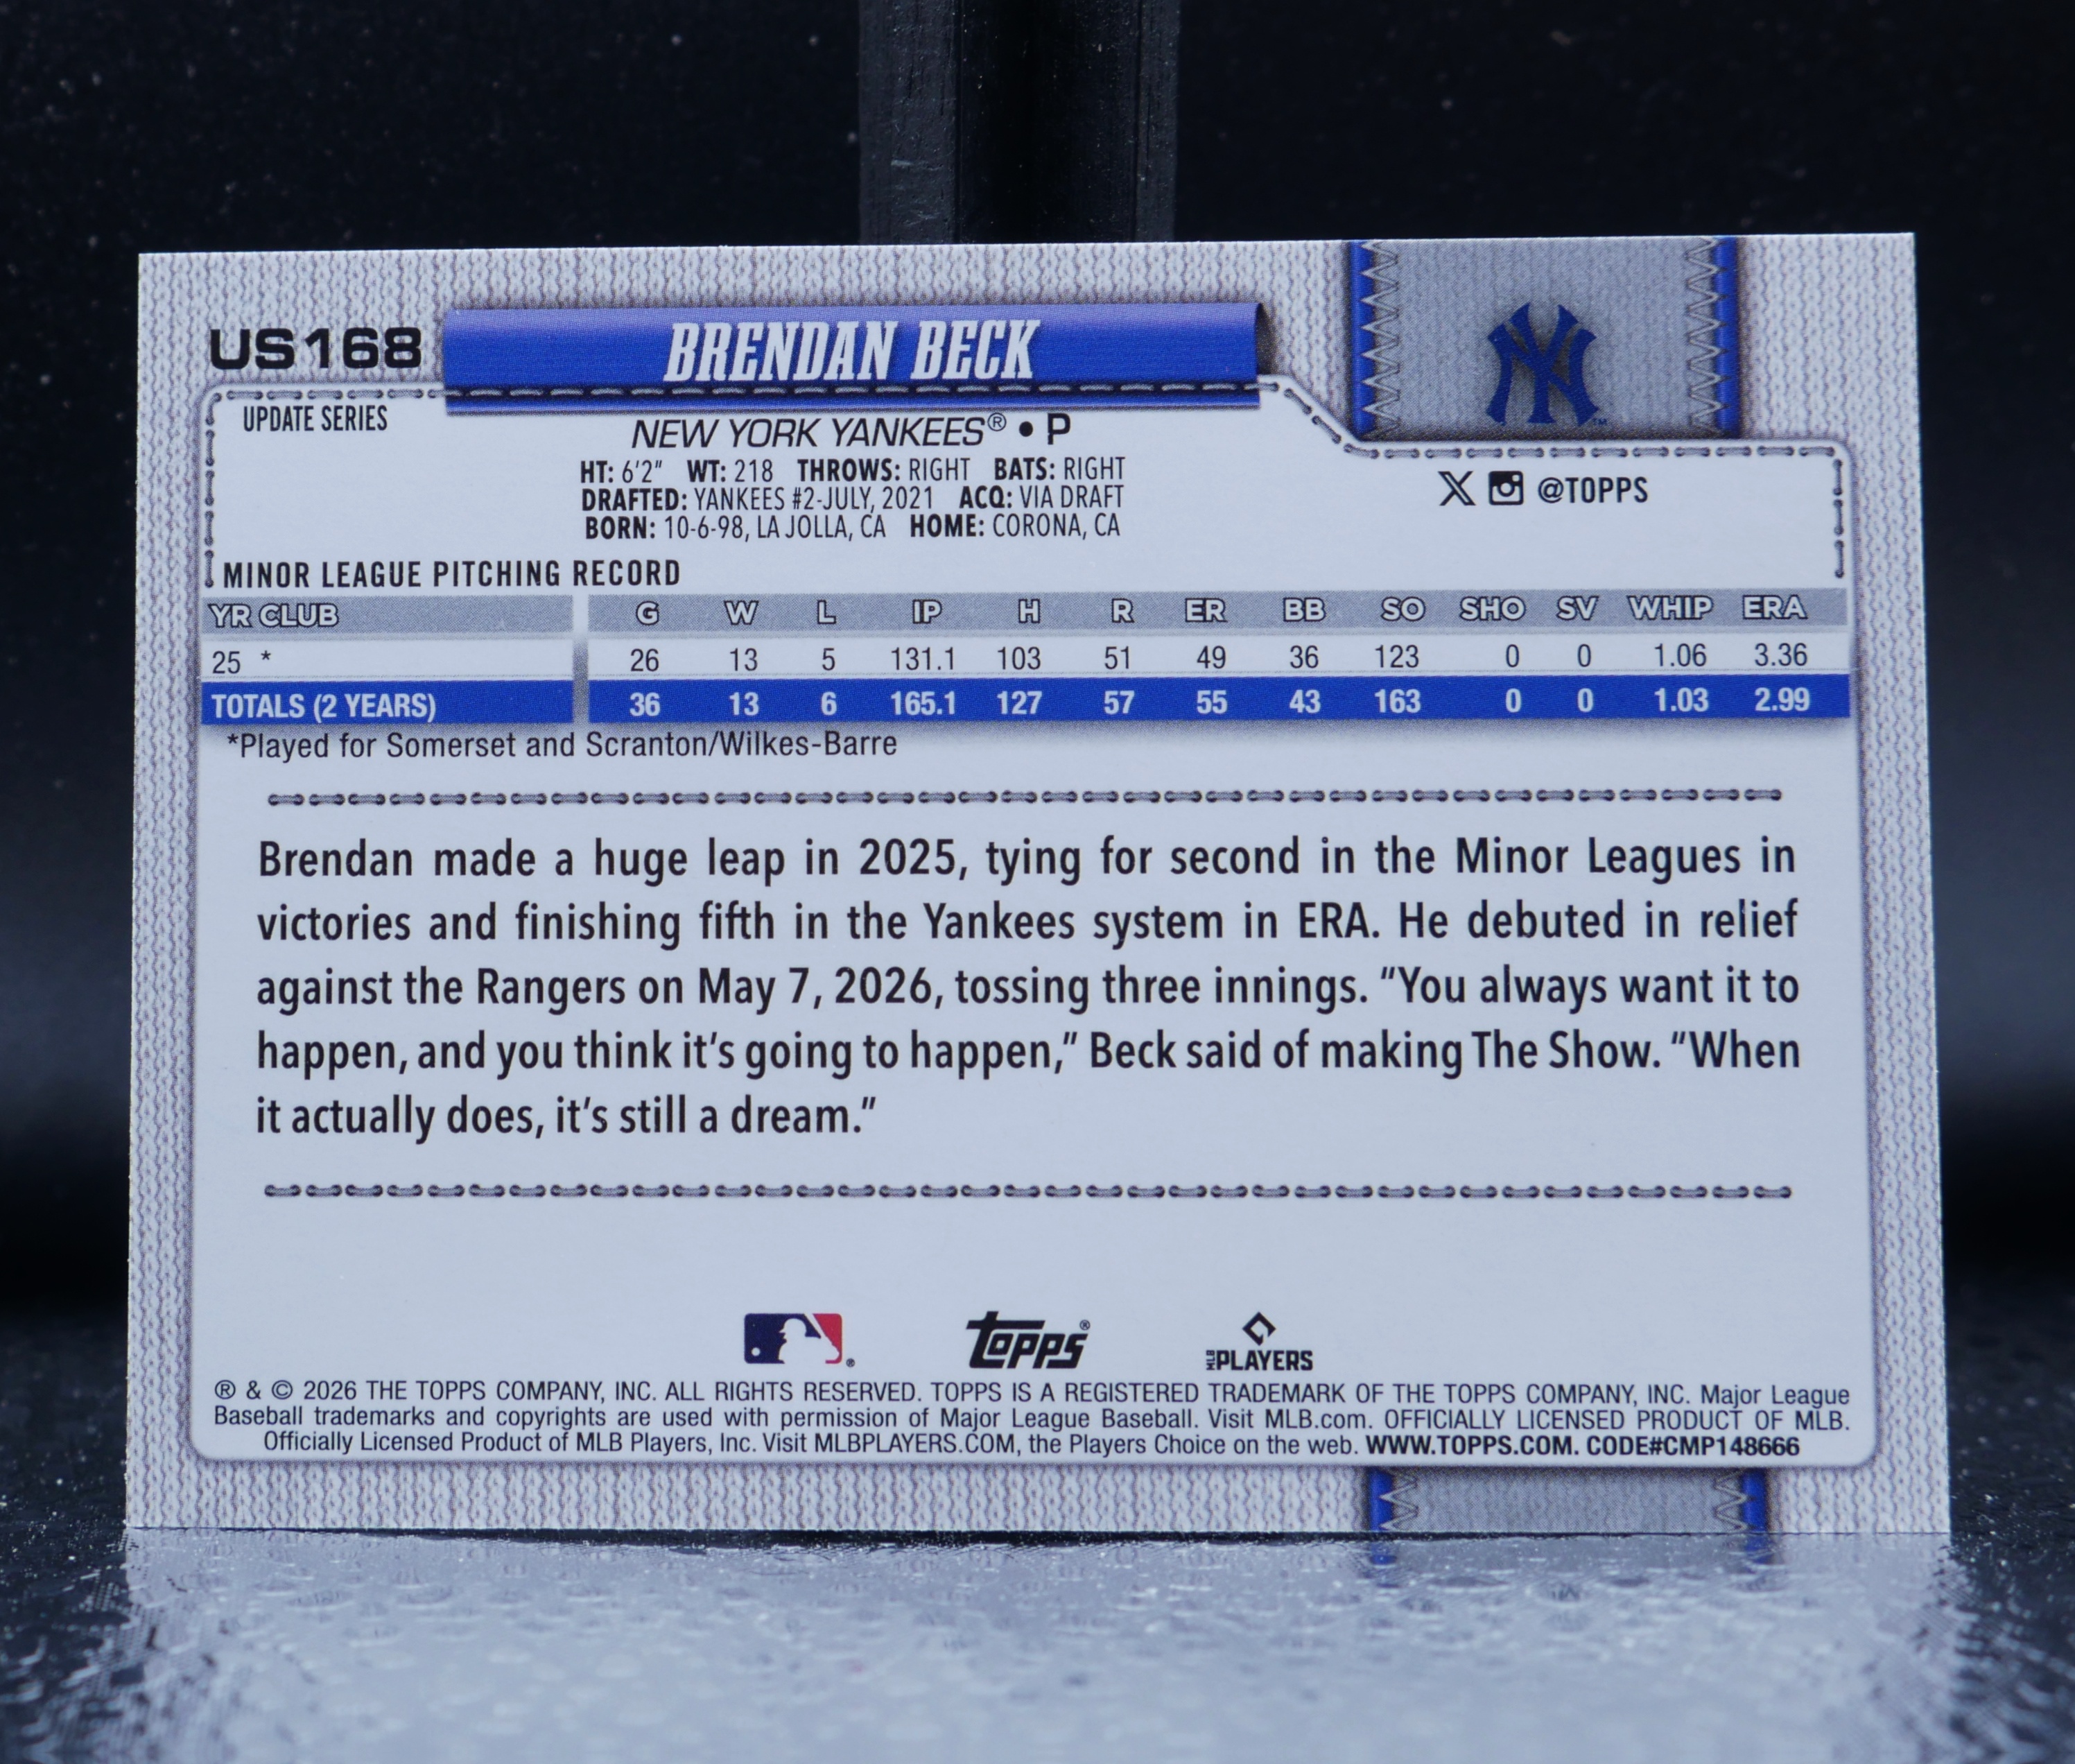 US168
BRENDAN BECK
UPDATE SERIES
NEW YORK YANKEES® • P
HT: 6'2" WT: 218 THROWS: RIGHT BATS: RIGHT
DRAFTED: YANKEES #2-JULY, 2021 ACQ: VIA DRAFT
BORN: 10-6-98, LA JOLLA, CA HOME: CORONA, CA
NY™
X @TOPPS
MINOR LEAGUE PITCHING RECORD
YR CLUB G W L IP H R ER BB SO SHO SV WHIP ERA
25 * 26 13 5 131.1 103 51 49 36 123 0 0 1.06 3.36
TOTALS (2 YEARS) 36 13 6 165.1 127 57 55 43 163 0 0 1.03 2.99
*Played for Somerset and Scranton/Wilkes-Barre
Brendan made a huge leap in 2025, tying for second in the Minor Leagues in
victories and finishing fifth in the Yankees system in ERA. He debuted in relief
against the Rangers on May 7, 2026, tossing three innings. "You always want it to
happen, and you think it's going to happen," Beck said of making The Show. "When
it actually does, it's still a dream."
® Topps® MLB PLAYERS
® & © 2026 THE TOPPS COMPANY, INC. ALL RIGHTS RESERVED. TOPPS IS A REGISTERED TRADEMARK OF THE TOPPS COMPANY, INC. Major League
Baseball trademarks and copyrights are used with permission of Major League Baseball. Visit MLB.com. OFFICIALLY LICENSED PRODUCT OF MLB.
Officially Licensed Product of MLB Players, Inc. Visit MLBPLAYERS.COM, the Players Choice on the web. WWW.TOPPS.COM. CODE#CMP148666